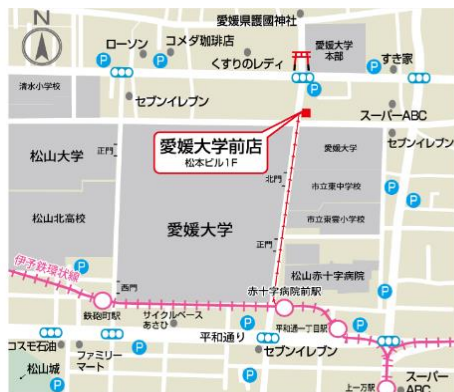 N
愛媛県護國神社
ローソン
コメダ珈琲店
愛媛大学
本部
P
P
くすりのレディ
すき家
P
清水小学校
セブンイレブン
P
スーパーABC
愛媛大学前店
松本ビル1F
セブンイレブン
松山大学
正門
愛媛大学
北門
市立東中学校
P
松山北高校
愛媛大学
市立東雲小学校
正門
P
伊予鉄環状線
P
松山赤十字病院
西門
赤十字病院前駅
鉄砲町駅
サイクルベース
あさひ
平和通一丁目駅
P
平和通り
コスモ石油
P
P
セブンイレブン
ファミリー
マート
松山城
P
P
上一万駅
スーパー
ABC